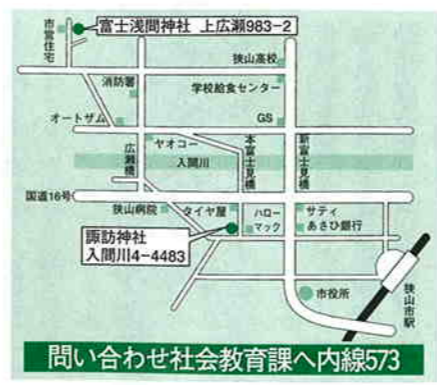 富士浅間神社 上広瀬983-2
市営住宅
狭山高校
消防署
学校給食センター
オートザム
GS
ヤオコー
広瀬橋
入間川
本富士見橋
新富士見橋
国道16号
狭山病院
タイヤ屋
ハロー
マック
サティ
あさひ銀行
諏訪神社
入間川4-4483
市役所
狭山市駅
問い合わせ社会教育課へ内線573